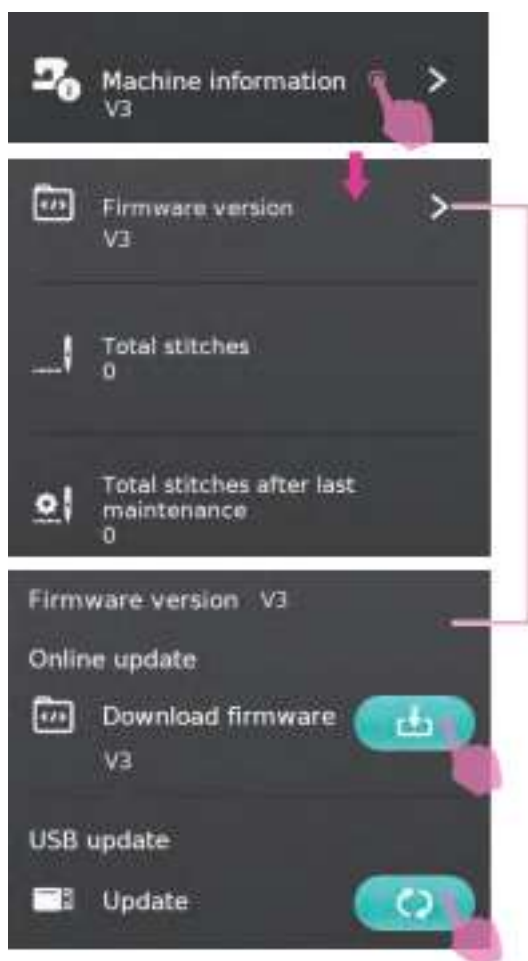 Machine information
V3
Firmware version
V3
Total stitches
0
Total stitches after last
maintenance
0
Firmware version V3
Online update
Download firmware
V3
USB update
Update